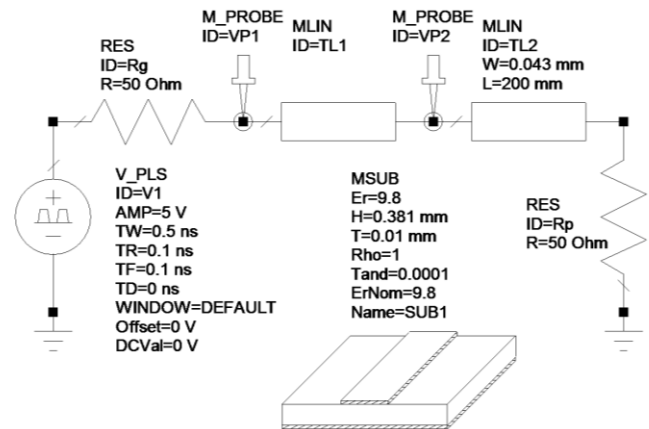 M_PROBE
ID=VP1
M_PROBE
ID=VP2
MLIN
ID=TL1
MLIN
ID=TL2
W=0.043 mm
L=200 mm
RES
ID=Rg
R=50 Ohm
V_PLS
ID=V1
AMP=5 V
TW=0.5 ns
TR=0.1 ns
TF=0.1 ns
TD=0 ns
WINDOW=DEFAULT
Offset=0 V
DCVal=0 V
MSUB
Er=9.8
H=0.381 mm
T=0.01 mm
Rho=1
Tand=0.0001
ErNom=9.8
Name=SUB1
RES
ID=Rp
R=50 Ohm